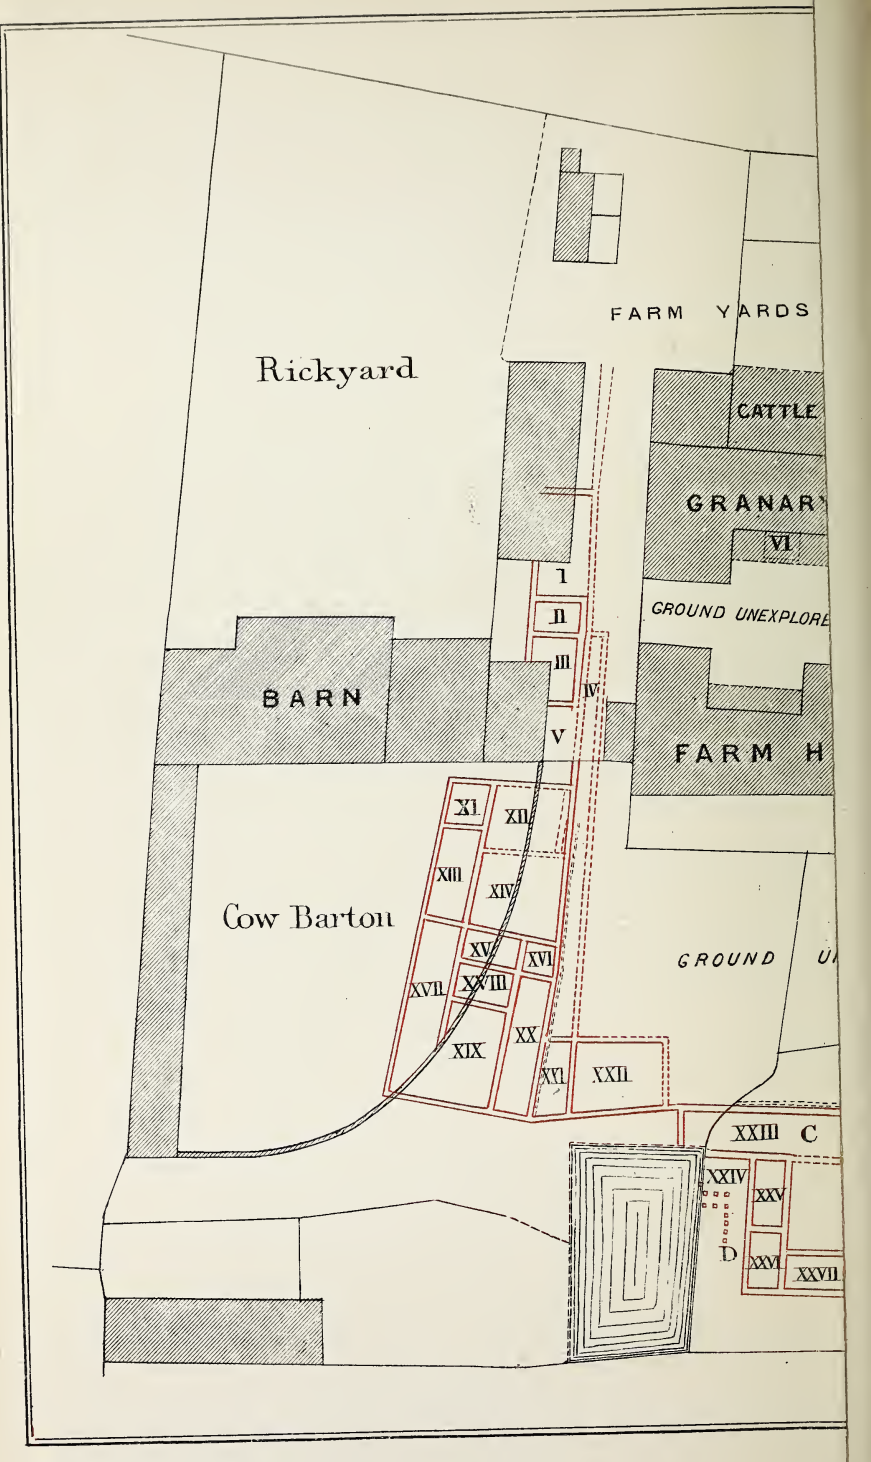 FARM YARDS
Rickyard
CATTLE
GRANARY
VI
I
II
GROUND UNEXPLORE
III
IV
BARN
V
FARM H
XI
XII
XIII
XIV
Cow Barton
XV
XVI
GROUND U
XVII
XXVIII
XX
XIX
XXI
XXII
XXIII C
XXIV
XXV
D
XXVI
XXVII